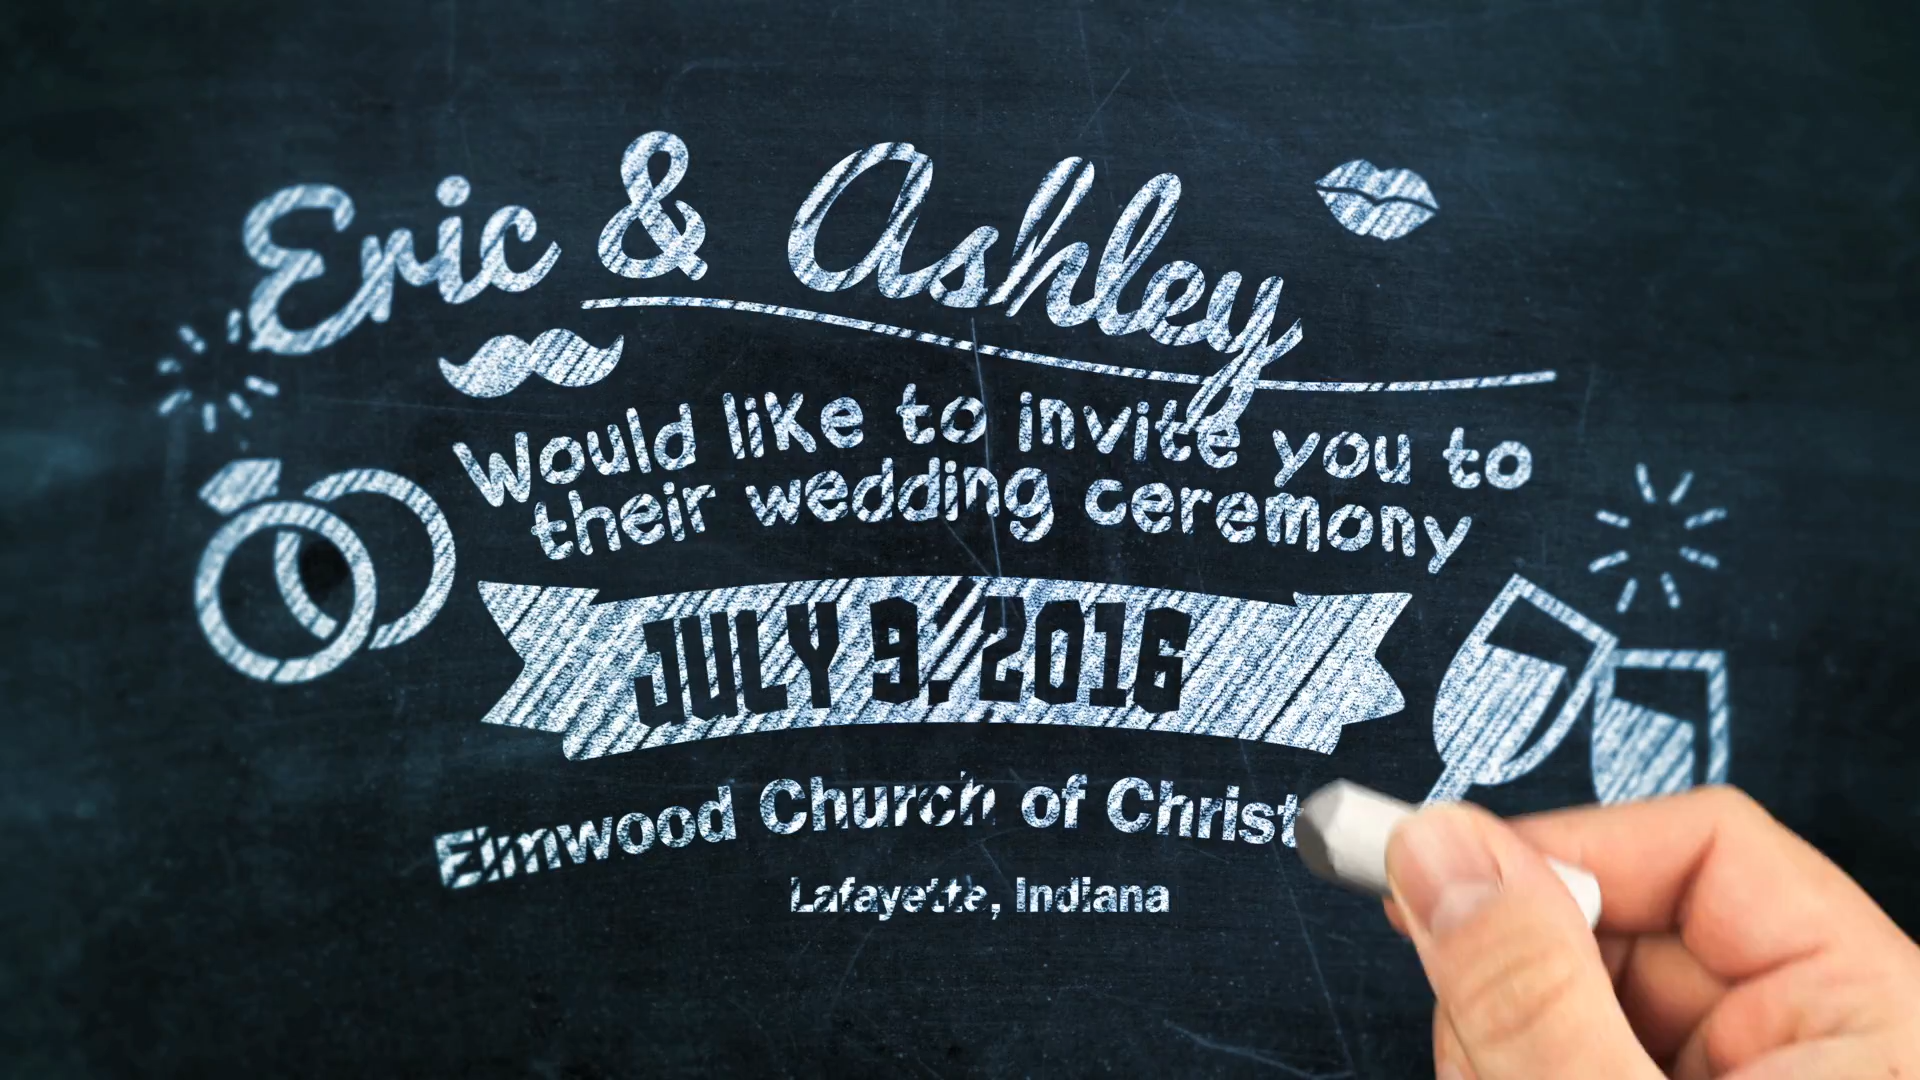 Eric & Ashley
Would like to invite you to
their wedding ceremony
JULY 9, 2016
Elmwood Church of Christ
Lafayette, Indiana